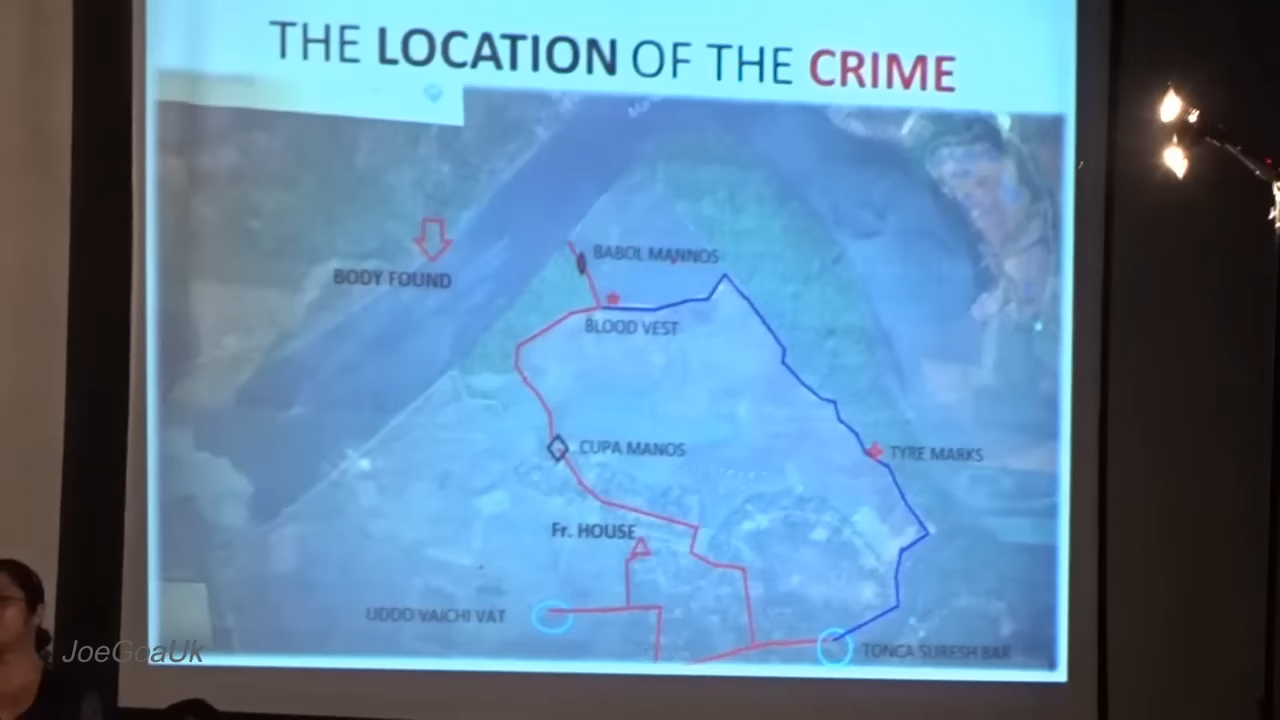 THE LOCATION OF THE CRIME
BABOL MANNOS
BODY FOUND
BLOOD VEST
CUPA MANOS
TYRE MARKS
Fr. HOUSE
UDDO VAICHI VAT
TONCA SURESH BAR
JoeGoaUk